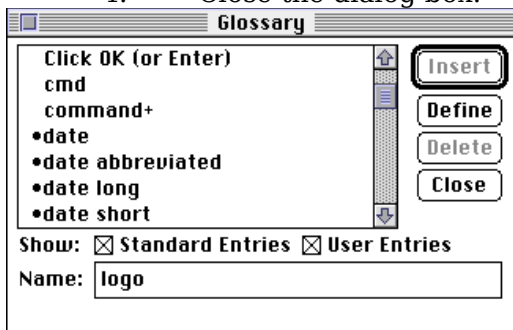 1. Close the dialog box.
Glossary
Click OK (or Enter)
cmd
command+
•date
•date abbreviated
•date long
•date short
Insert
Define
Delete
Close
Show: Standard Entries User Entries
Name: logo